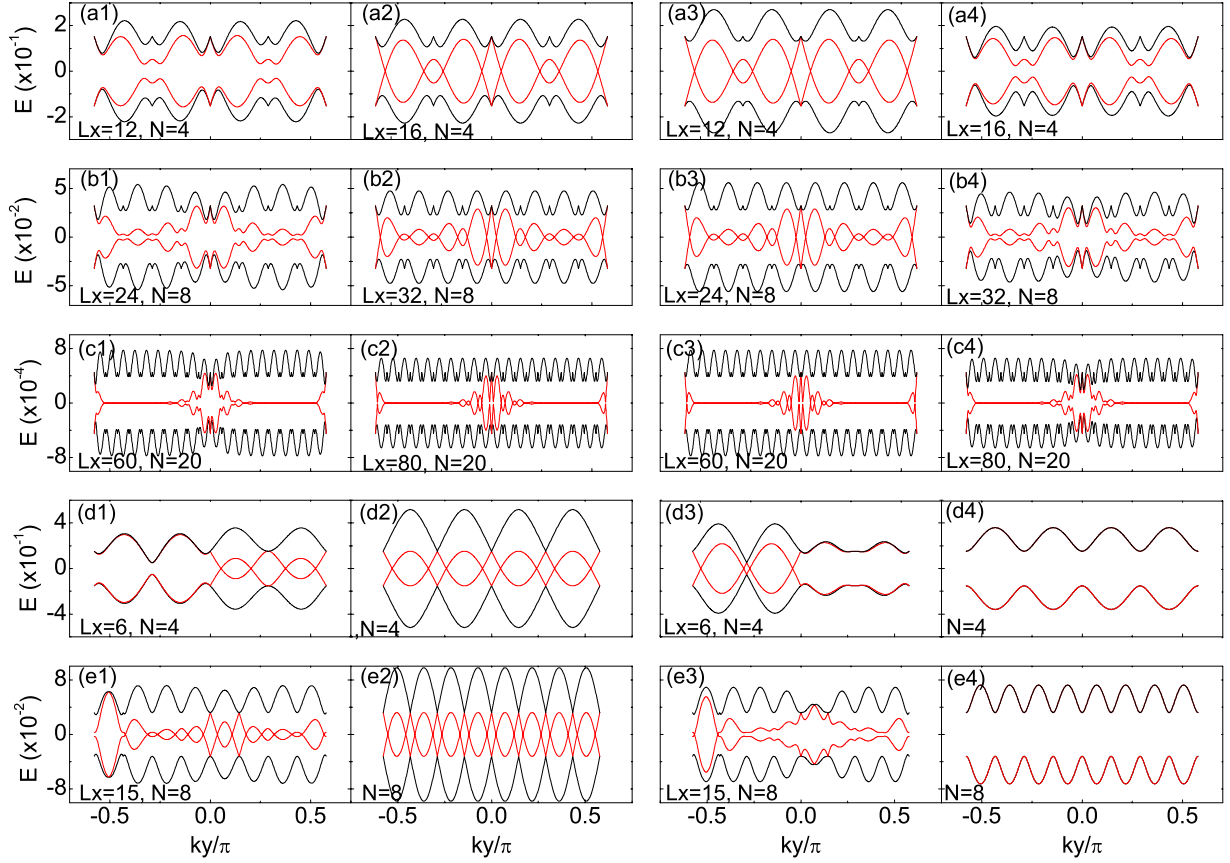 (a1) (a2) (a3) (a4)
2
0
-2
E (x10⁻¹)
Lx=12, N=4 Lx=16, N=4 Lx=12, N=4 Lx=16, N=4
(b1) (b2) (b3) (b4)
5
0
-5
E (x10⁻²)
Lx=24, N=8 Lx=32, N=8 Lx=24, N=8 Lx=32, N=8
(c1) (c2) (c3) (c4)
8
0
-8
E (x10⁻⁴)
Lx=60, N=20 Lx=80, N=20 Lx=60, N=20 Lx=80, N=20
(d1) (d2) (d3) (d4)
4
0
-4
E (x10⁻¹)
Lx=6, N=4 ,N=4 Lx=6, N=4 N=4
(e1) (e2) (e3) (e4)
8
0
-8
E (x10⁻²)
Lx=15, N=8 N=8 Lx=15, N=8 N=8
-0.5 0.0 0.5 -0.5 0.0 0.5 -0.5 0.0 0.5 -0.5 0.0 0.5
ky/π ky/π ky/π ky/π